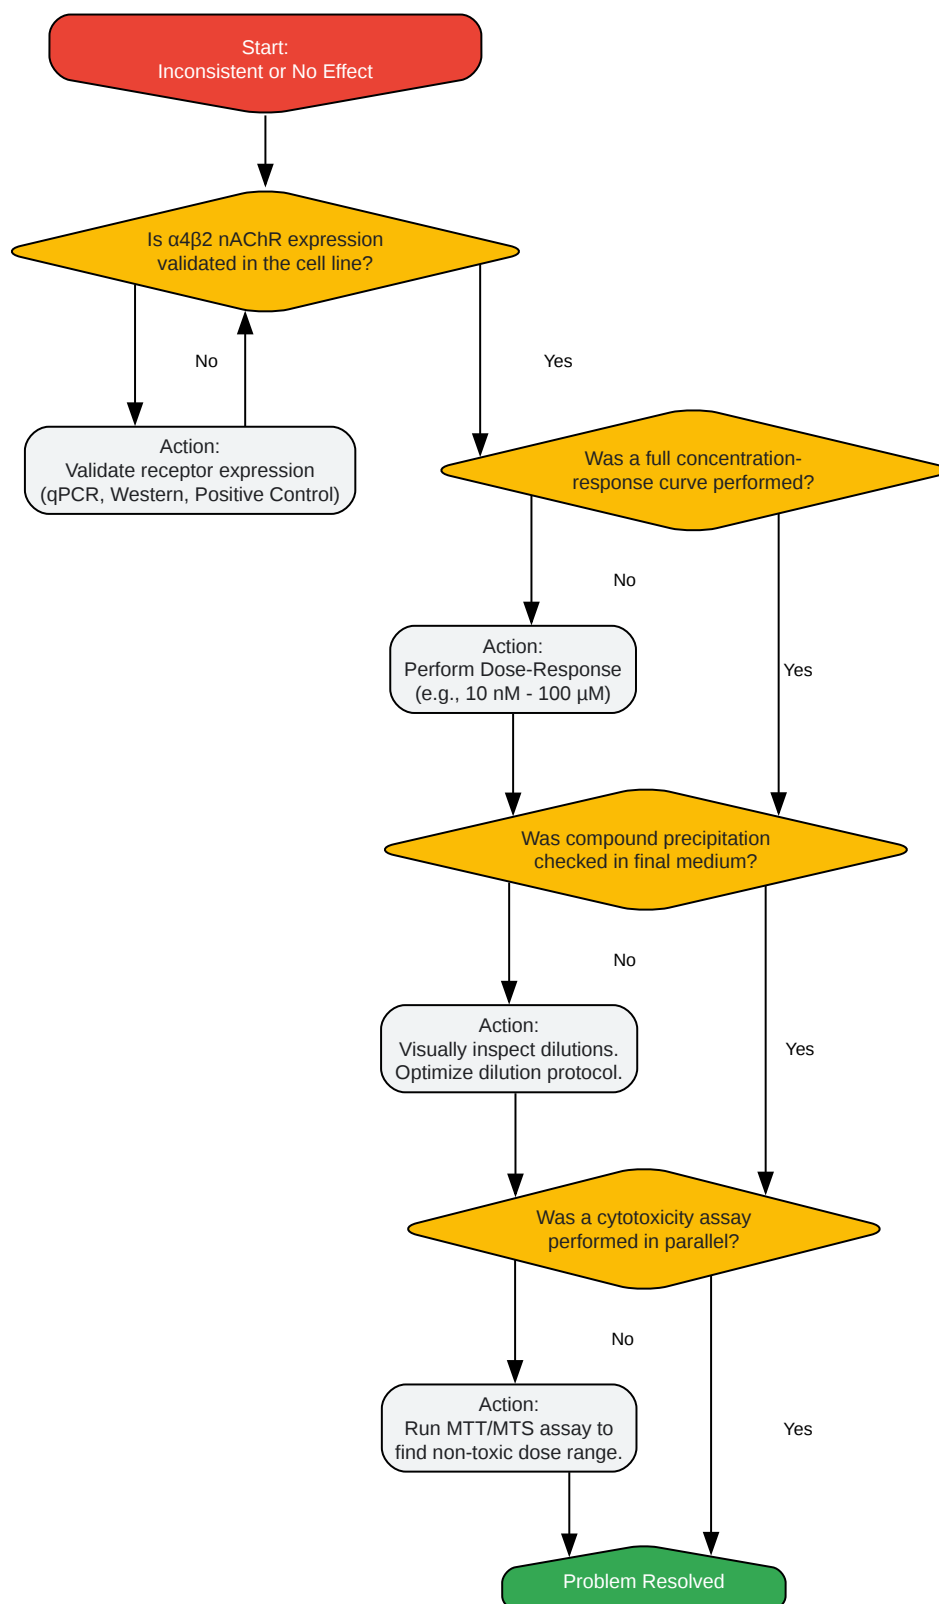 Start:
Inconsistent or No Effect
Is α4β2 nAChR expression
validated in the cell line?
No
Yes
Action:
Validate receptor expression
(qPCR, Western, Positive Control)
Was a full concentration-
response curve performed?
No
Action:
Perform Dose-Response
(e.g., 10 nM - 100 µM)
Yes
Was compound precipitation
checked in final medium?
No
Action:
Visually inspect dilutions.
Optimize dilution protocol.
Yes
Was a cytotoxicity assay
performed in parallel?
No
Action:
Run MTT/MTS assay to
find non-toxic dose range.
Yes
Problem Resolved